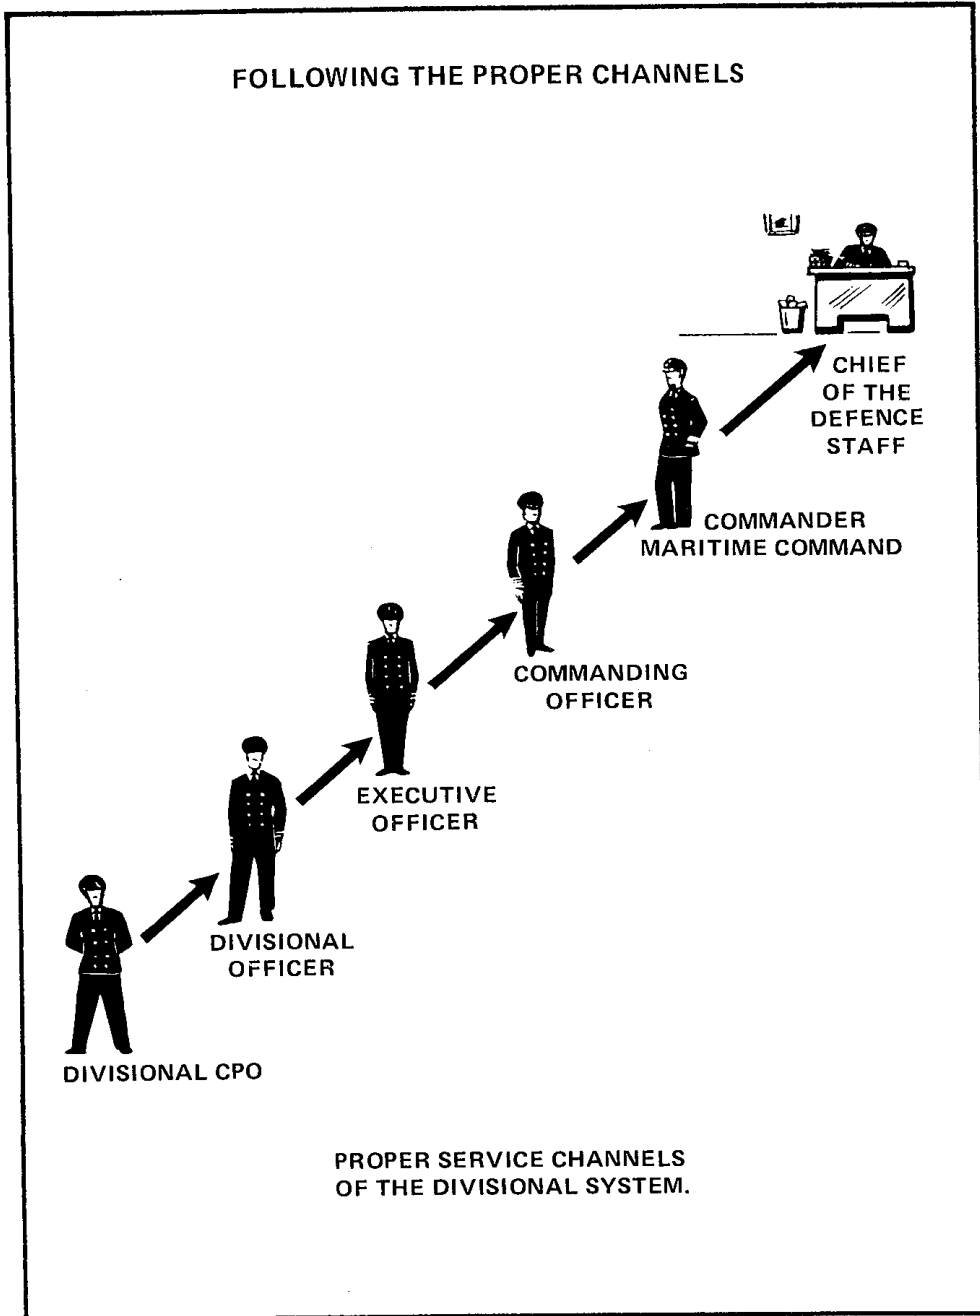 FOLLOWING THE PROPER CHANNELS
CHIEF
OF THE
DEFENCE
STAFF
COMMANDER
MARITIME COMMAND
COMMANDING
OFFICER
EXECUTIVE
OFFICER
DIVISIONAL
OFFICER
DIVISIONAL CPO
PROPER SERVICE CHANNELS
OF THE DIVISIONAL SYSTEM.